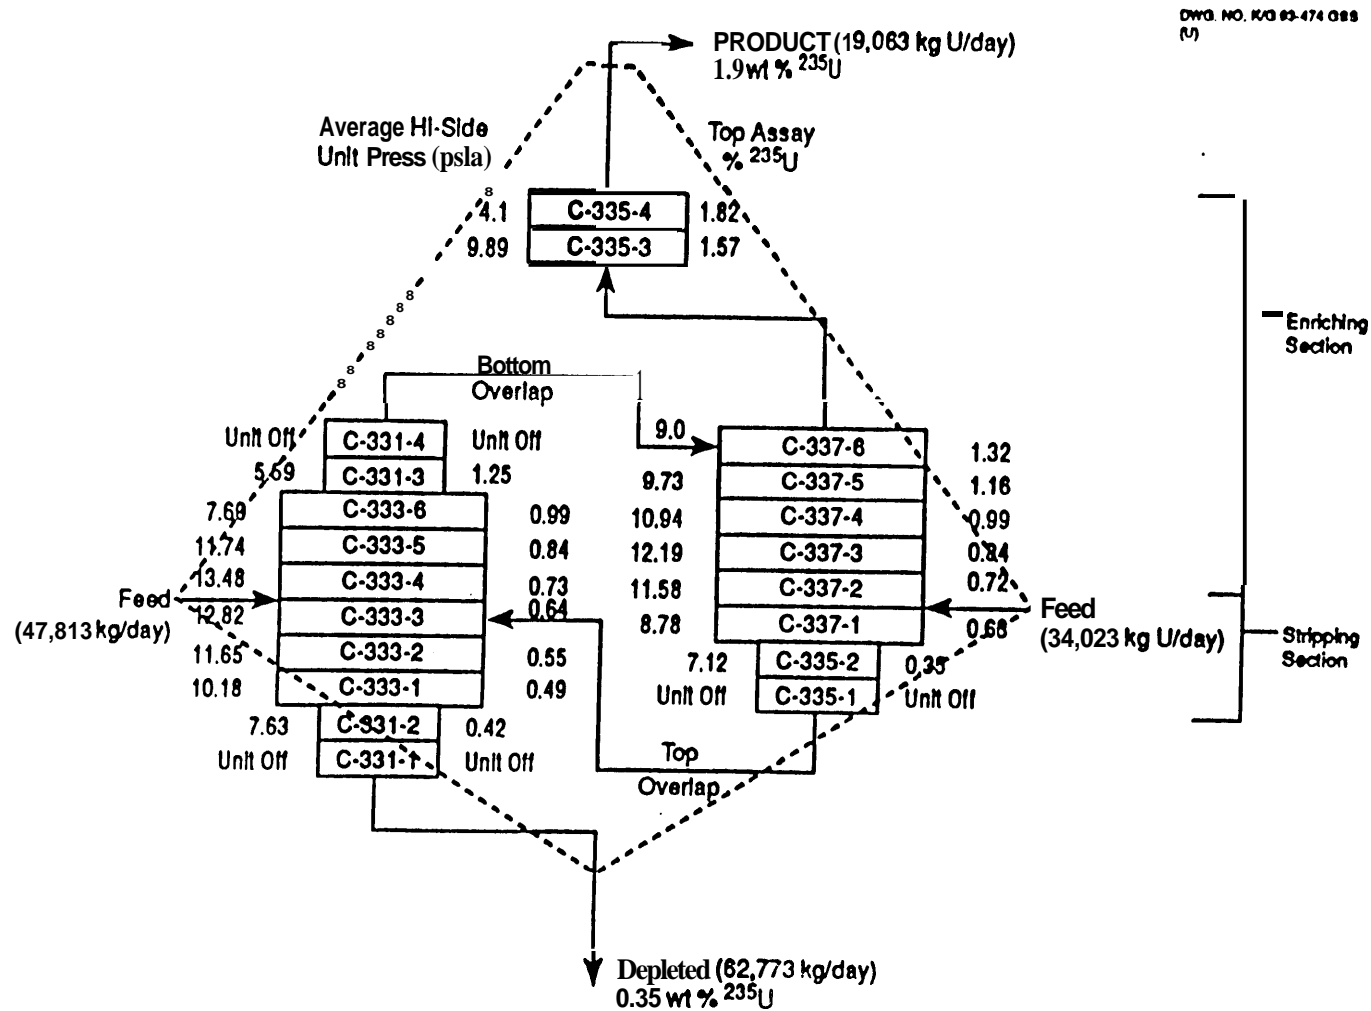 DWG. NO. K/G 93-474 GSS
(U)
PRODUCT (19,063 kg U/day)
1.9 wt % 235U
Average Hi-Side
Unit Press (psia)
Top Assay
% 235U
4.1 C-335-4 1.82
9.89 C-335-3 1.57
Enriching
Section
Bottom
Overlap
Unit Off C-331-4 Unit Off
5.59 C-331-3 1.25
7.69 C-333-6 0.99
11.74 C-333-5 0.84
13.48 C-333-4 0.73
12.82 C-333-3 0.64
11.65 C-333-2 0.55
10.18 C-333-1 0.49
7.63 C-331-2 0.42
Unit Off C-331-1 Unit Off
9.0 C-337-6 1.32
9.73 C-337-5 1.16
10.94 C-337-4 0.99
12.19 C-337-3 0.84
11.58 C-337-2 0.72
8.78 C-337-1 0.68
7.12 C-335-2 0.35
Unit Off C-335-1 Unit Off
Feed
(47,813 kg/day)
Feed
(34,023 kg U/day)
Stripping
Section
Top
Overlap
Depleted (62,773 kg/day)
0.35 wt % 235U